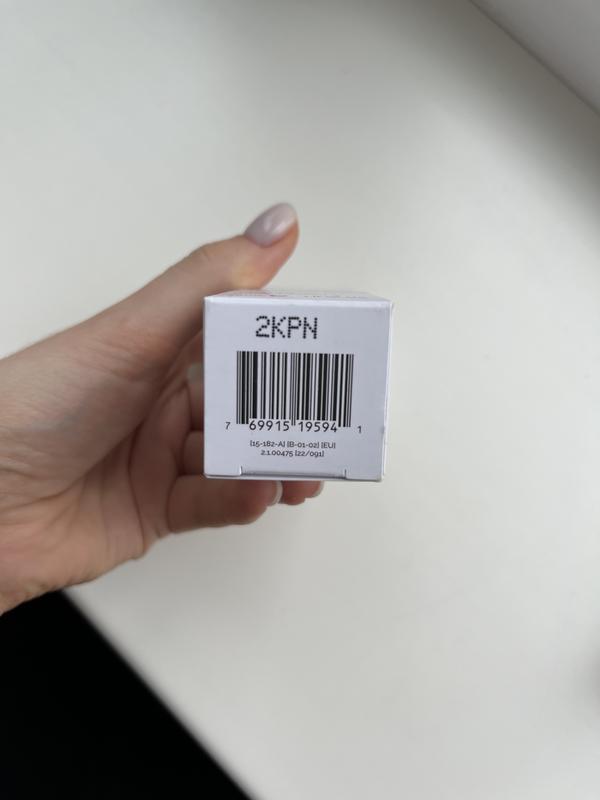 2KPN
7 69915 19594 1
[15-182-A] [B-01-02] [EU]
2.1.00475 [22/091]